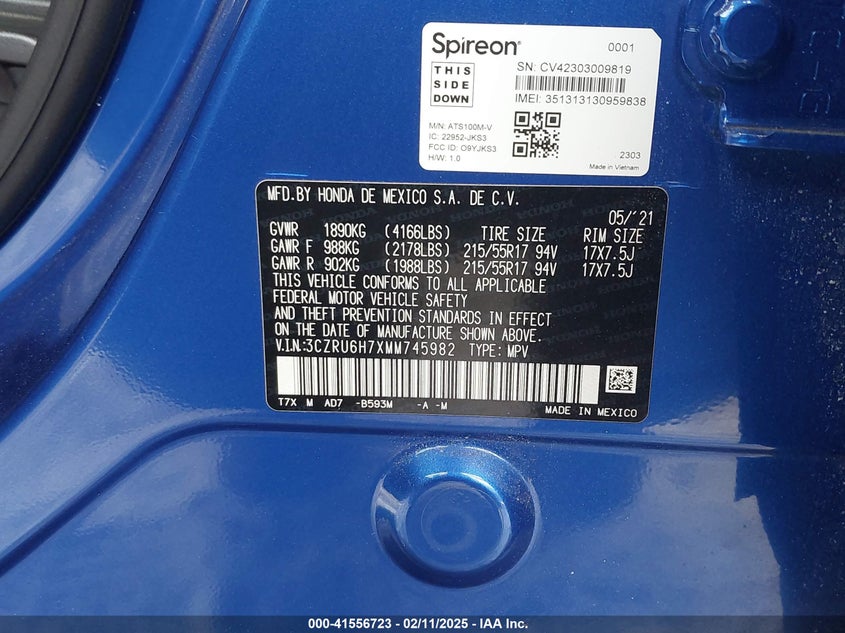 Spireon® 0001
THIS
SIDE
DOWN
SN: CV42303009819
IMEI: 351313130959838
M/N: ATS100M-V
IC: 22952-JKS3
FCC ID: O9YJKS3
H/W: 1.0
2303
Made in Vietnam
MFD.BY HONDA DE MEXICO S.A. DE C.V.
05/'21
GVWR 1890KG (4166LBS) TIRE SIZE RIM SIZE
GAWR F 988KG (2178LBS) 215/55R17 94V 17X7.5J
GAWR R 902KG (1988LBS) 215/55R17 94V 17X7.5J
THIS VEHICLE CONFORMS TO ALL APPLICABLE
FEDERAL MOTOR VEHICLE SAFETY
AND THEFT PREVENTION STANDARDS IN EFFECT
ON THE DATE OF MANUFACTURE SHOWN ABOVE.
V.I.N:3CZRU6H7XMM745982 TYPE: MPV
T7X M AD7 -B593M -A -M
MADE IN MEXICO
000-41556723 — 02/11/2025 — IAA Inc.